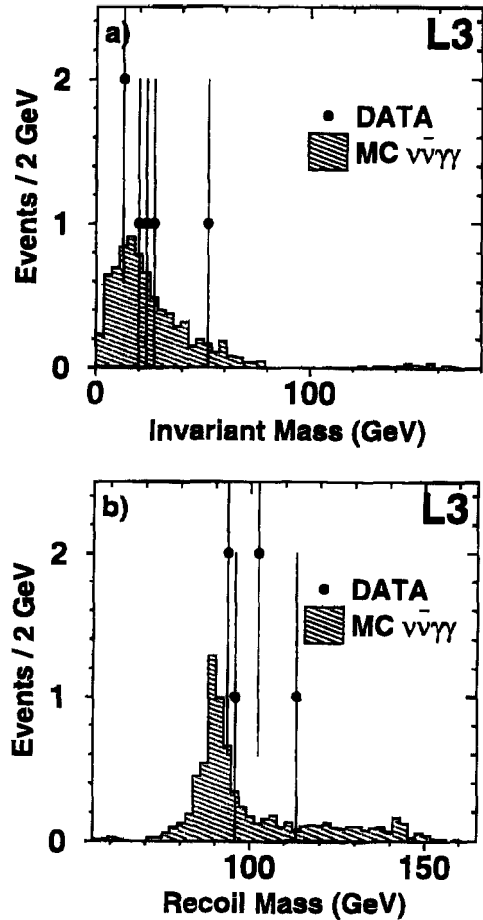 a)
L3
2
1
0
Events / 2 GeV
DATA
MC νν̄γγ
0
100
Invariant Mass (GeV)
b)
L3
2
1
0
Events / 2 GeV
DATA
MC νν̄γγ
100
150
Recoil Mass (GeV)